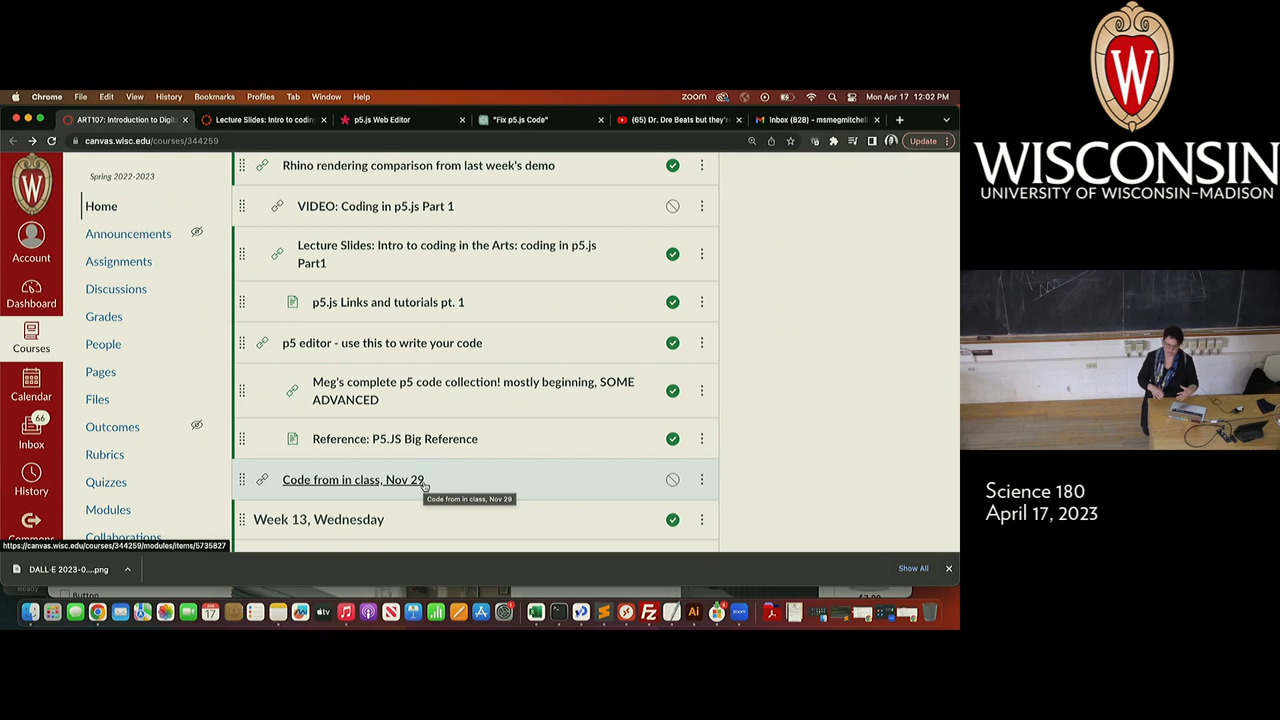 Chrome File Edit View History Bookmarks Profiles Tab Window Help
zoom Mon Apr 17 12:02 PM
ART107: Introduction to Digit
Lecture Slides: Intro to codin
p5.js Web Editor
"Fix p5.js Code"
(65) Dr. Dre Beats but they're
Inbox (828) - msmegmitchel
canvas.wisc.edu/courses/344259
Update
Spring 2022-2023
Home
Announcements
Assignments
Discussions
Grades
People
Pages
Files
Outcomes
Rubrics
Quizzes
Modules
Collaborations
Account
Dashboard
Courses
Calendar
66
Inbox
History
Commons
Rhino rendering comparison from last week's demo
VIDEO: Coding in p5.js Part 1
Lecture Slides: Intro to coding in the Arts: coding in p5.js
Part1
p5.js Links and tutorials pt. 1
p5 editor - use this to write your code
Meg's complete p5 code collection! mostly beginning, SOME
ADVANCED
Reference: P5.JS Big Reference
Code from in class, Nov 29
Code from in class, Nov 29
Week 13, Wednesday
https://canvas.wisc.edu/courses/344259/modules/items/5735827
DALL·E 2023-0....png
Show All
Ready
Button
W
WISCONSIN
UNIVERSITY OF WISCONSIN–MADISON
Science 180
April 17, 2023